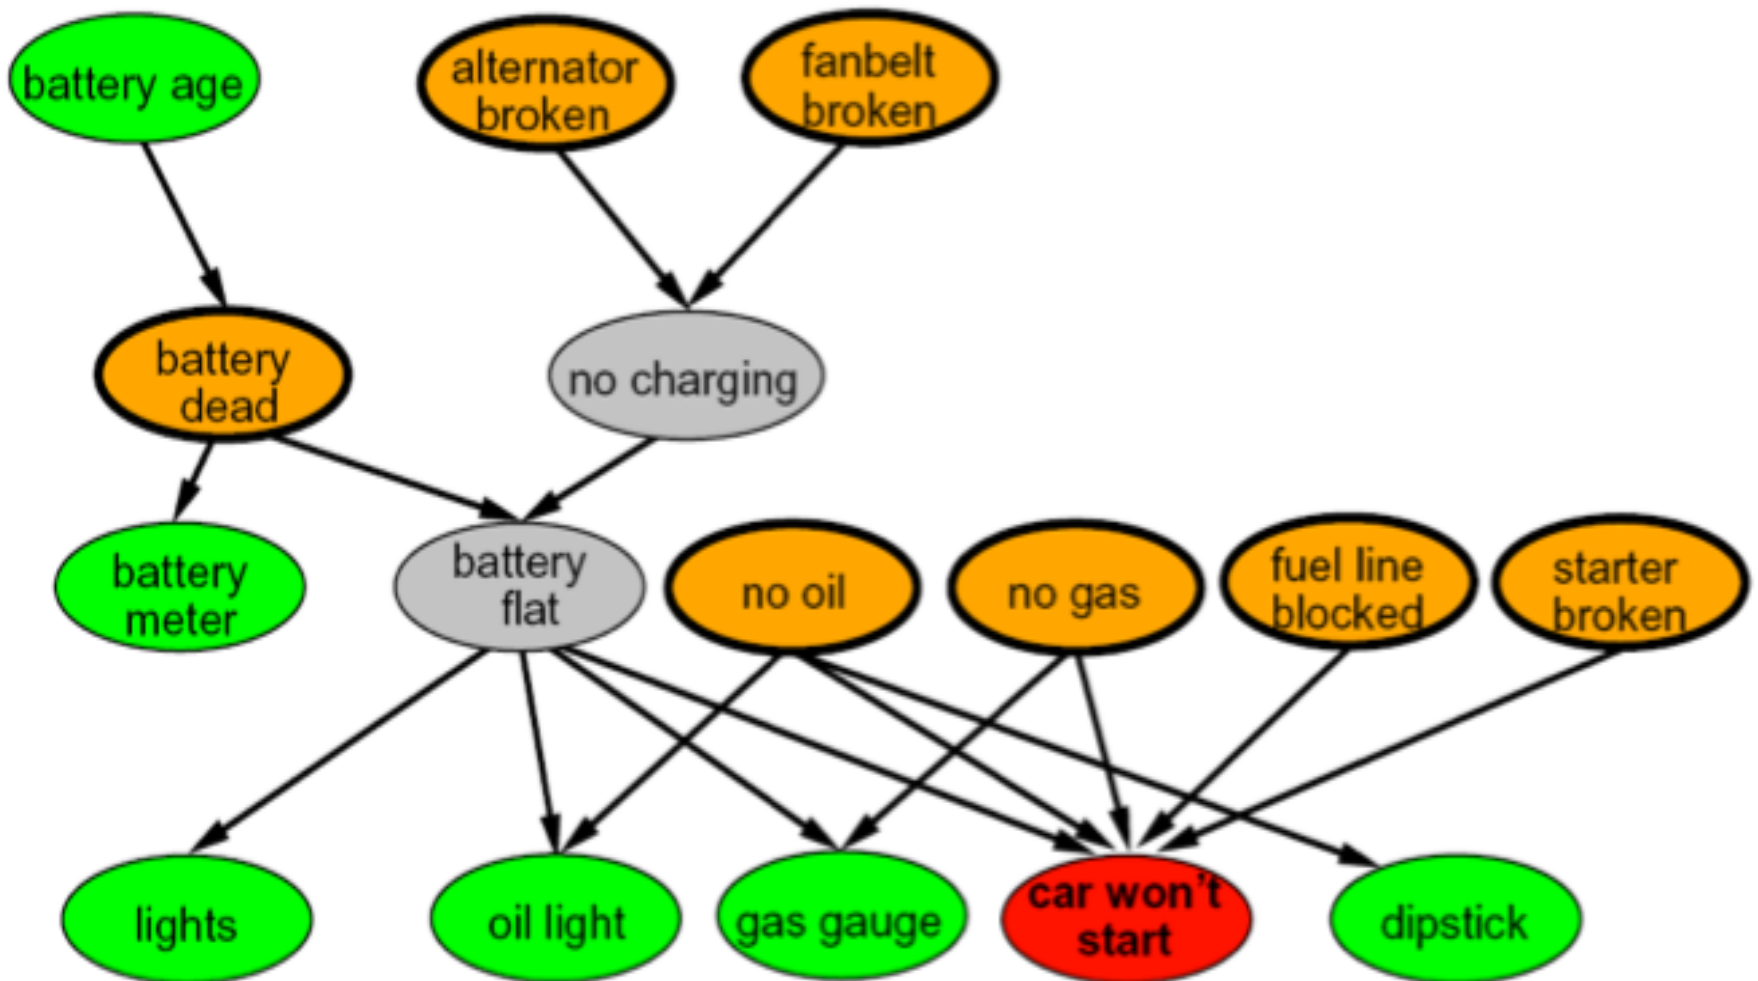 battery age
alternator
broken
fanbelt
broken
battery
dead
no charging
battery
meter
battery
flat
no oil
no gas
fuel line
blocked
starter
broken
lights
oil light
gas gauge
car won't
start
dipstick